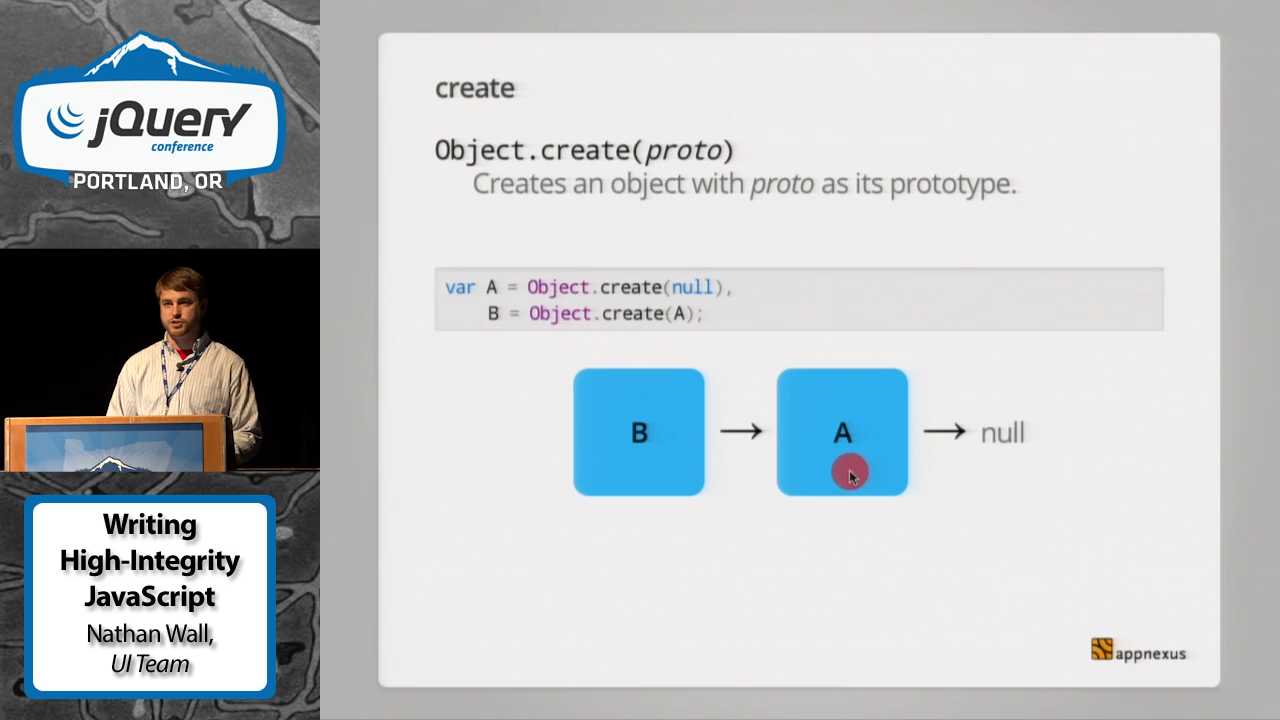 jQuery
conference
PORTLAND, OR
Writing
High-Integrity
JavaScript
Nathan Wall,
UI Team
create
Object.create(proto)
Creates an object with proto as its prototype.
var A = Object.create(null),
B = Object.create(A);
B → A → null
appnexus